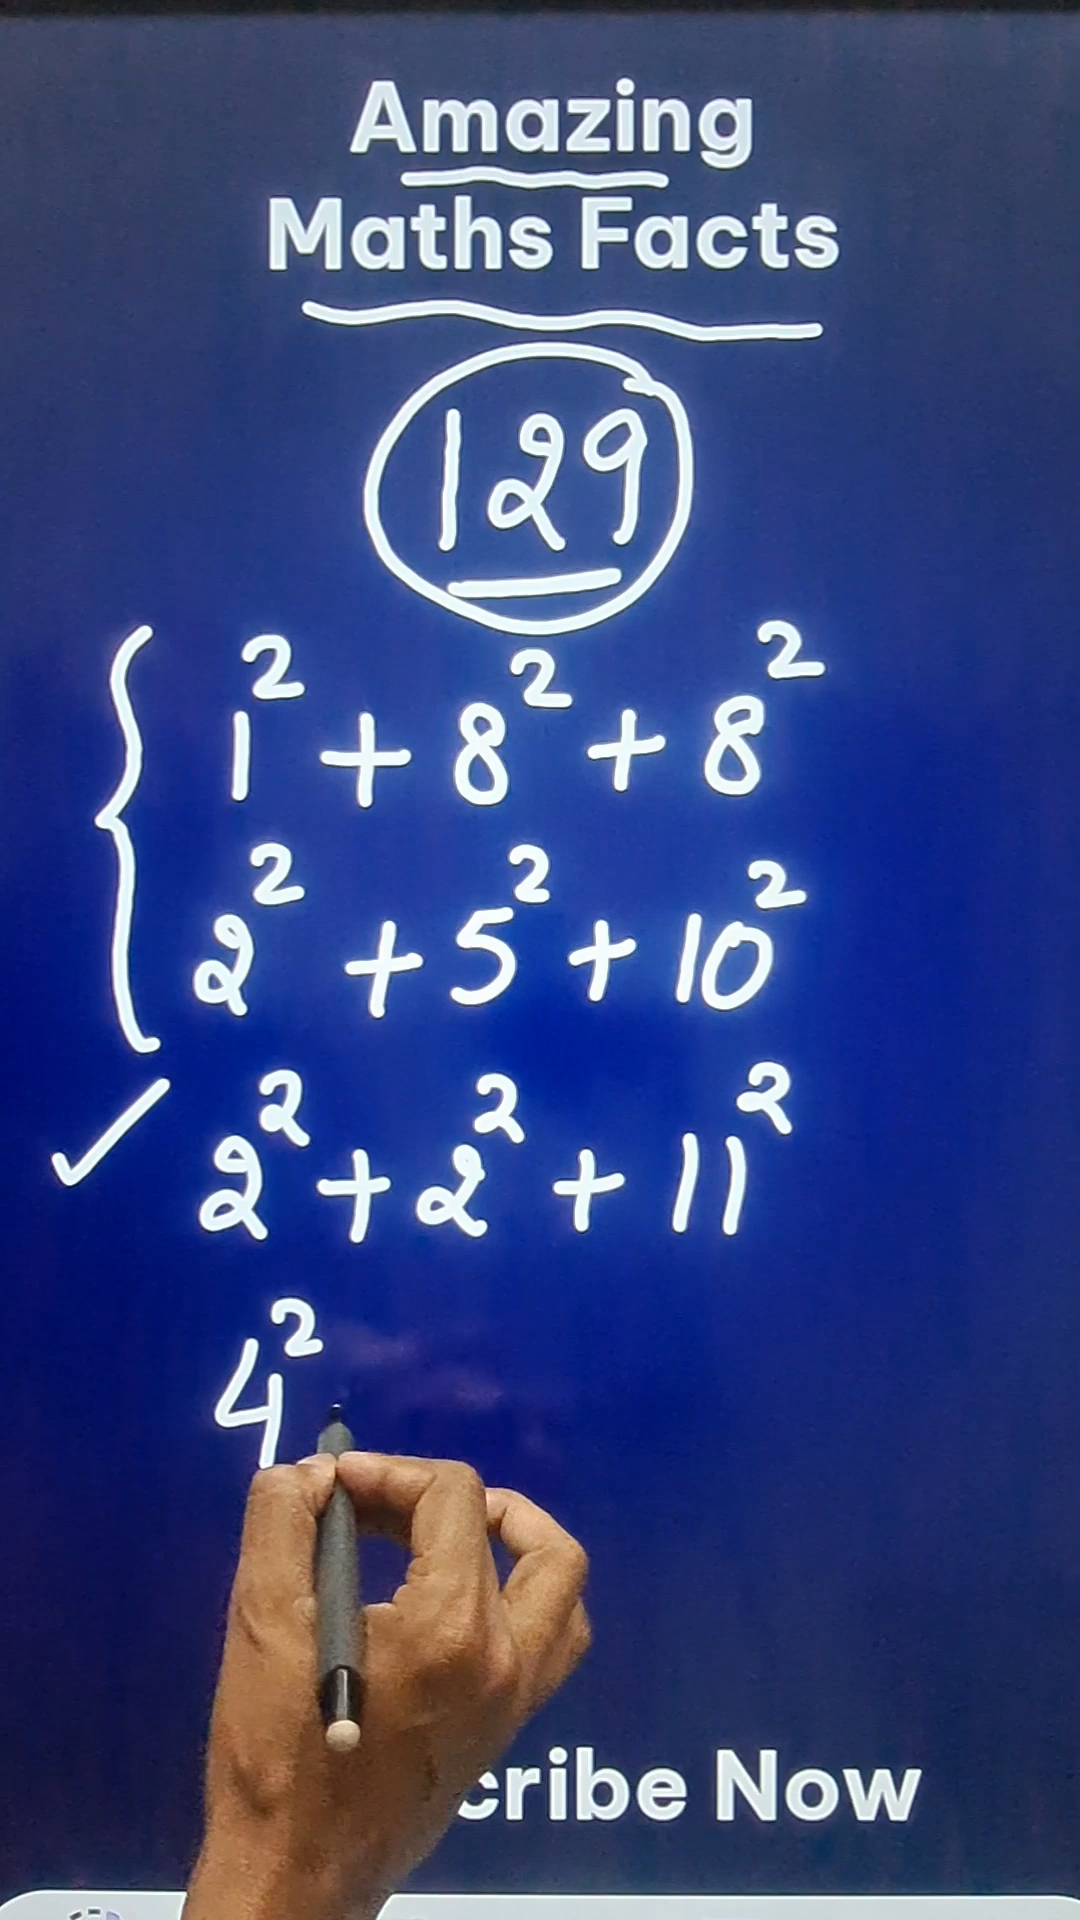 Amazing
Maths Facts
129
1² + 8² + 8²
2² + 5² + 10²
2² + 2² + 11²
4²
cribe Now